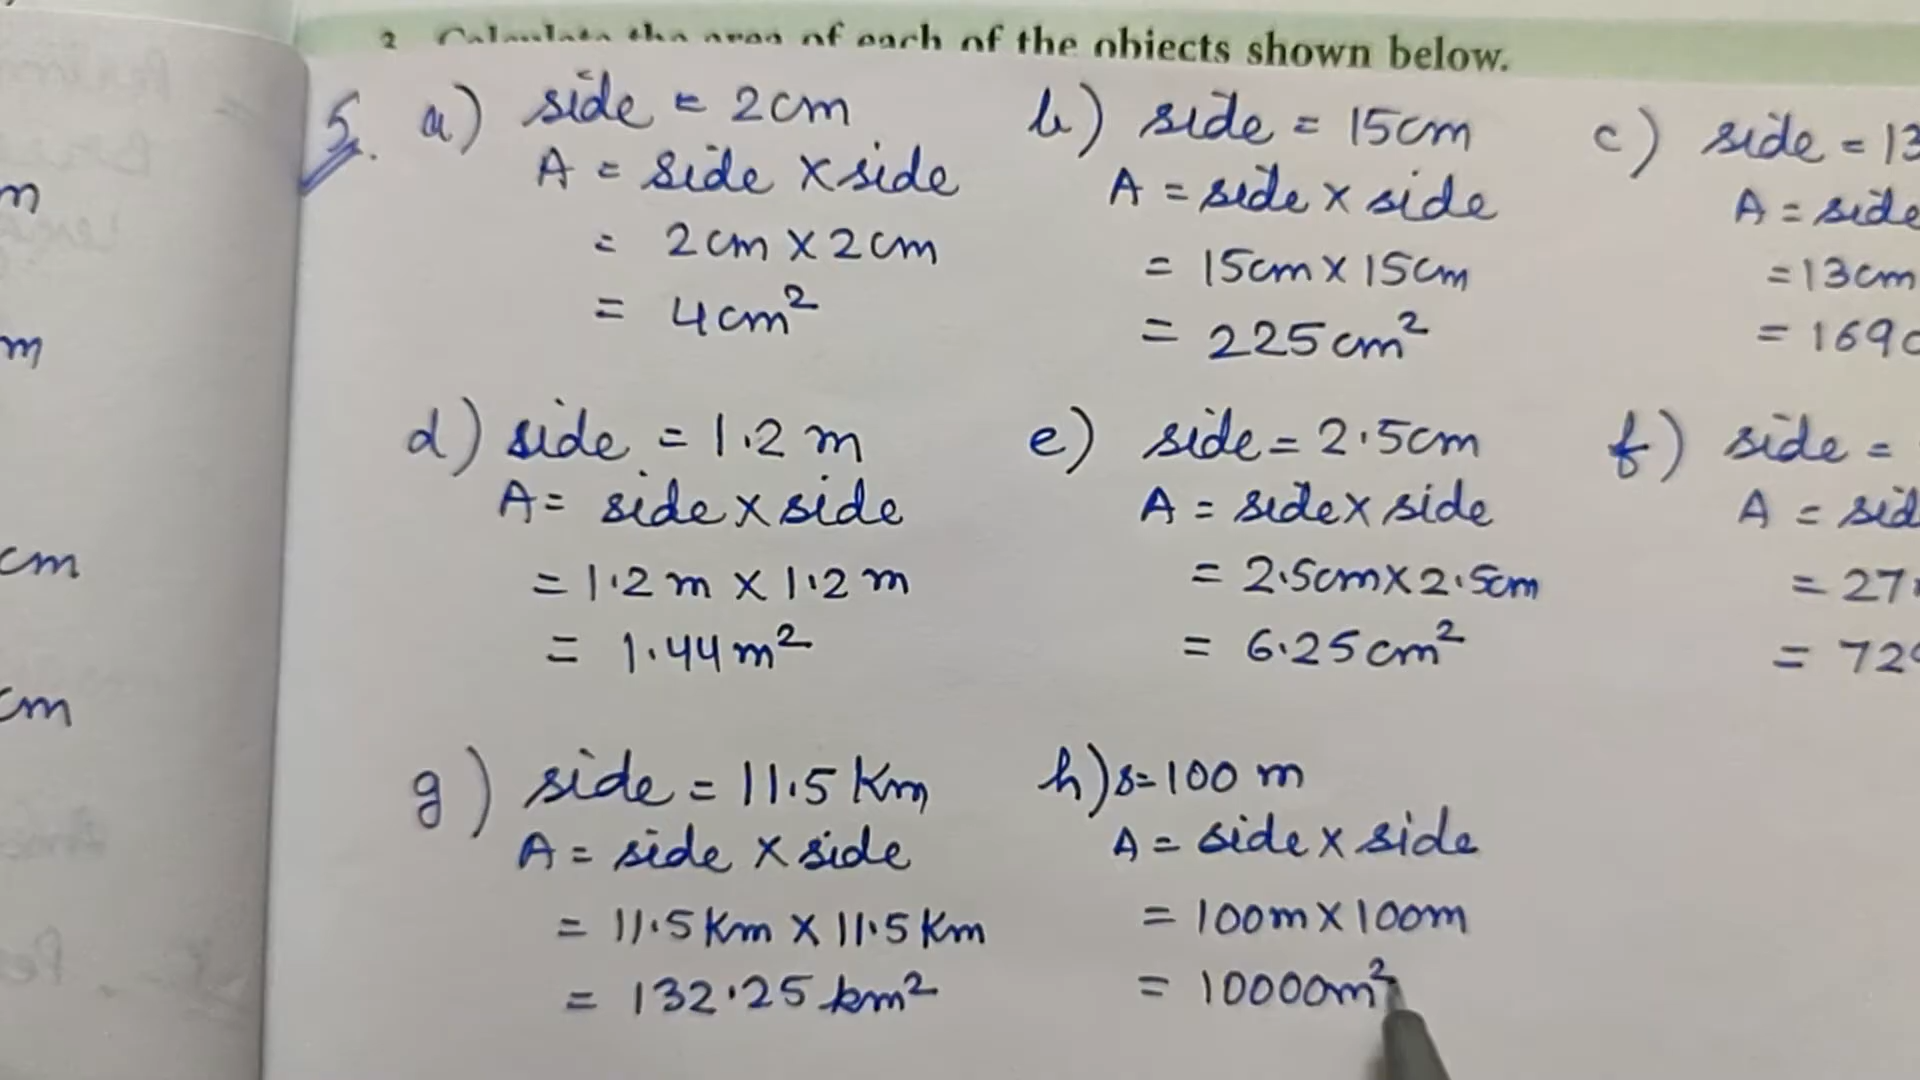 Calculate the area of each of the objects shown below.
5. a) side = 2cm
A = side x side
= 2cm x 2cm
= 4cm²
b) side = 15cm
A = side x side
= 15cm x 15cm
= 225cm²
c) side = 13
A = side
= 13cm
= 169c
d) side = 1.2 m
A = side x side
= 1.2 m x 1.2 m
= 1.44 m²
e) side = 2.5cm
A = side x side
= 2.5cm x 2.5cm
= 6.25cm²
f) side =
A = sid
= 27
= 72
g) side = 11.5 Km
A = side x side
= 11.5 Km x 11.5 Km
= 132.25 km²
h) s = 100 m
A = side x side
= 100m x 100m
= 10000m²
m
m
cm
cm